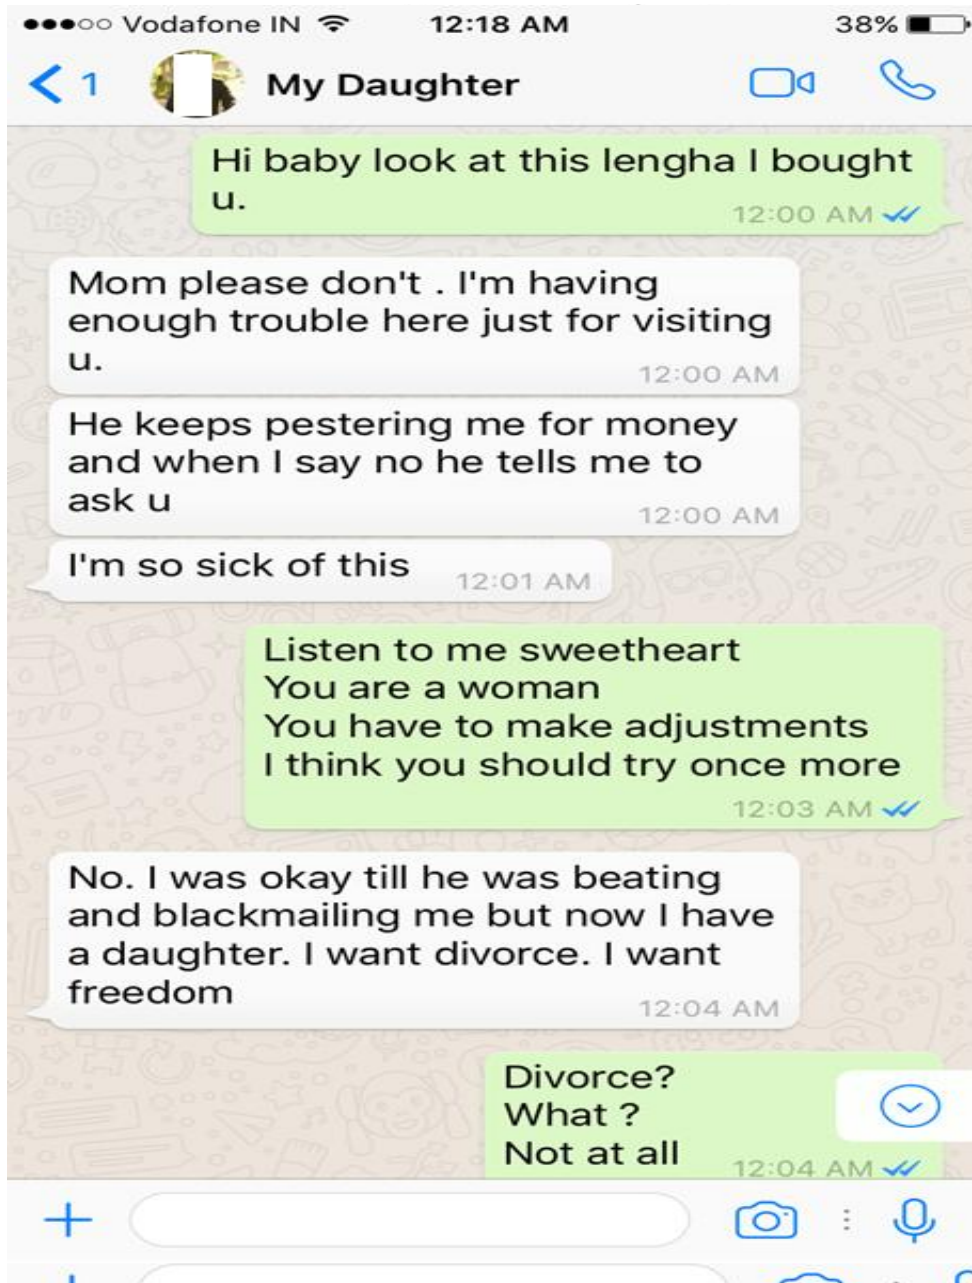 Vodafone IN 12:18 AM 38%
1 My Daughter
Hi baby look at this lengha I bought
u.
12:00 AM
Mom please don't . I'm having
enough trouble here just for visiting
u.
12:00 AM
He keeps pestering me for money
and when I say no he tells me to
ask u
12:00 AM
I'm so sick of this 12:01 AM
Listen to me sweetheart
You are a woman
You have to make adjustments
I think you should try once more
12:03 AM
No. I was okay till he was beating
and blackmailing me but now I have
a daughter. I want divorce. I want
freedom
12:04 AM
Divorce?
What ?
Not at all 12:04 AM